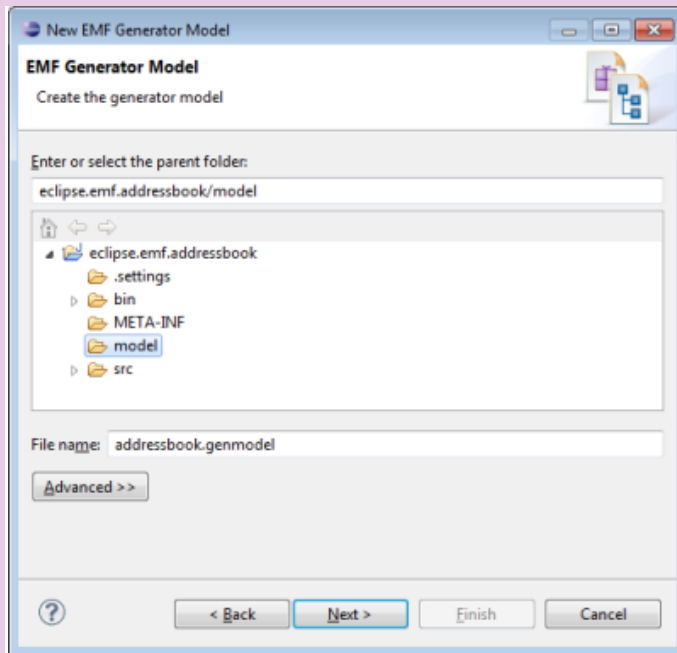 New EMF Generator Model
EMF Generator Model
Create the generator model
Enter or select the parent folder:
eclipse.emf.addressbook/model
eclipse.emf.addressbook
.settings
bin
META-INF
model
src
File name: addressbook.genmodel
Advanced >>
< Back Next > Finish Cancel